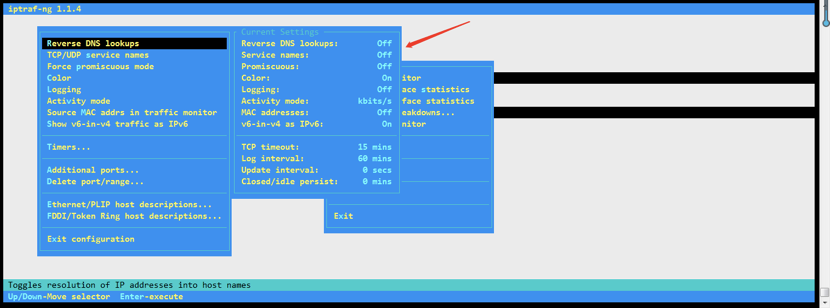 iptraf-ng 1.1.4
Current Settings
Reverse DNS lookups
Reverse DNS lookups: Off
TCP/UDP service names
Service names: Off
Force promiscuous mode
Promiscuous: Off
Color
Color: On
itor
Logging
Logging: Off
ace statistics
Activity mode
Activity mode: kbits/s
face statistics
Source MAC addrs in traffic monitor
MAC addresses: Off
eakdowns...
Show v6-in-v4 traffic as IPv6
v6-in-v4 as IPv6: On
nitor
Timers...
TCP timeout: 15 mins
Log interval: 60 mins
Additional ports...
Update interval: 0 secs
Delete port/range...
Closed/idle persist: 0 mins
Ethernet/PLIP host descriptions...
FDDI/Token Ring host descriptions...
Exit
Exit configuration
Toggles resolution of IP addresses into host names
Up/Down-Move selector Enter-execute